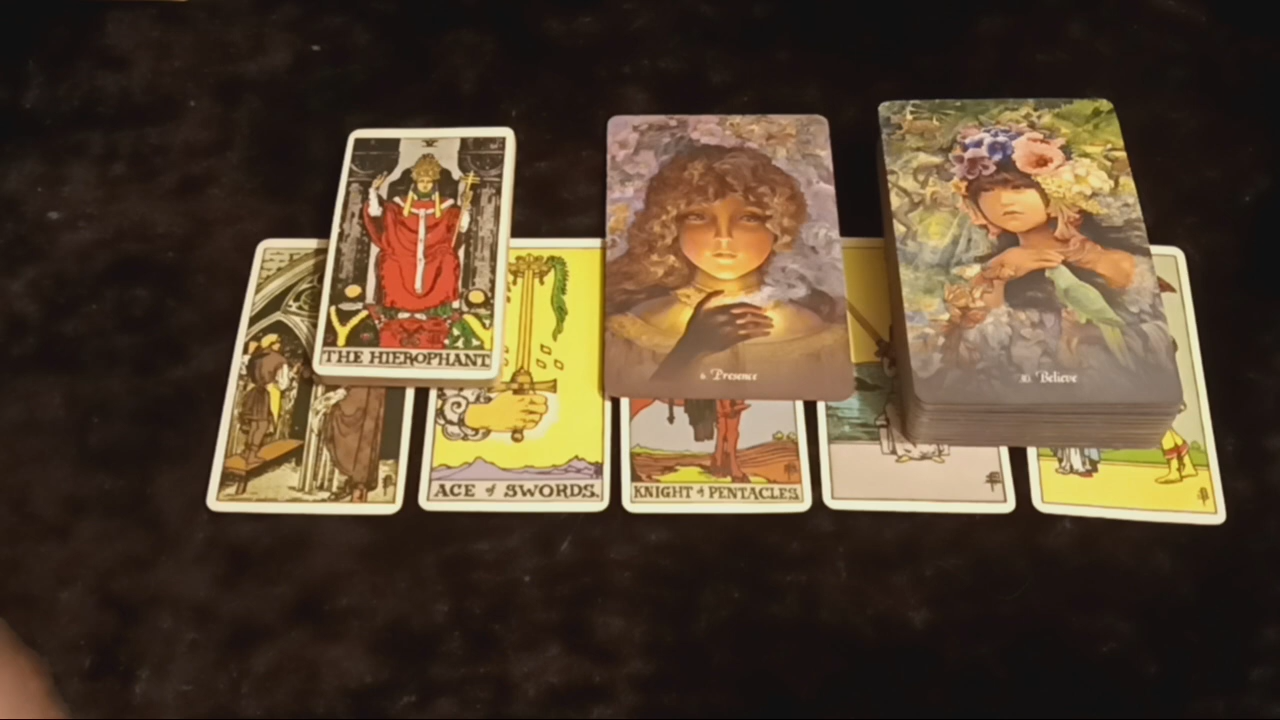 V
THE HIEROPHANT
6. Presence
30. Believe
ACE of SWORDS.
KNIGHT of PENTACLES.